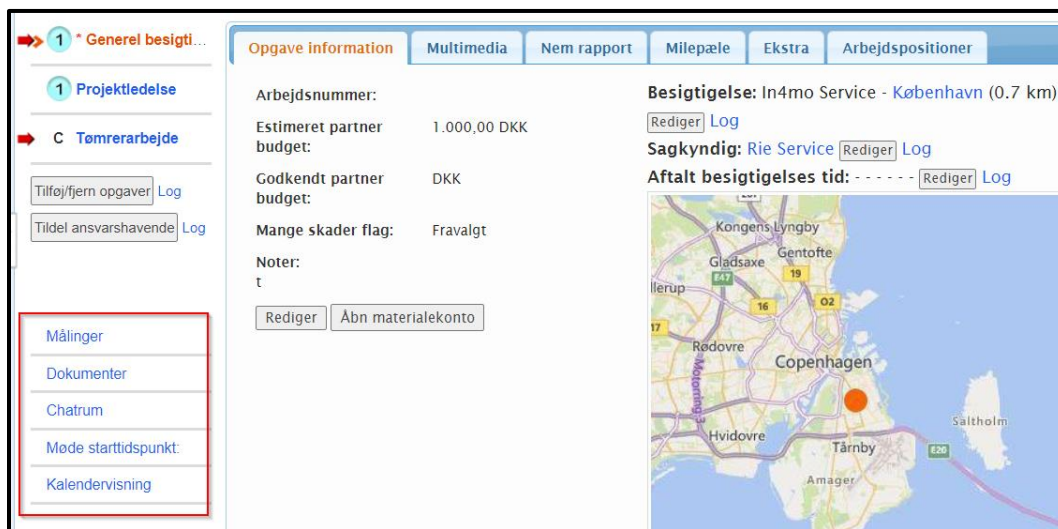 1 * Generel besigti...
1 Projektledelse
C Tømrerarbejde
Tilføj/fjern opgaver Log
Tildel ansvarshavende Log
Målinger
Dokumenter
Chatrum
Møde starttidspunkt:
Kalendervisning
Opgave information Multimedia Nem rapport Milepæle Ekstra Arbejdspositioner
Arbejdsnummer:
Estimeret partner budget: 1.000,00 DKK
Godkendt partner budget: DKK
Mange skader flag: Fravalgt
Noter:
t
Rediger Åbn materialekonto
Besigtigelse: In4mo Service - København (0.7 km)
Rediger Log
Sagkyndig: Rie Service Rediger Log
Aftalt besigtigelses tid: - - - - - - Rediger Log
Kongens Lyngby
Gladsaxe
Gentofte
E47
19
llerup
16
O2
17
Rødovre
Copenhagen
Motorring 3
Hvidovre
Tårnby
Saltholm
E20
Amager